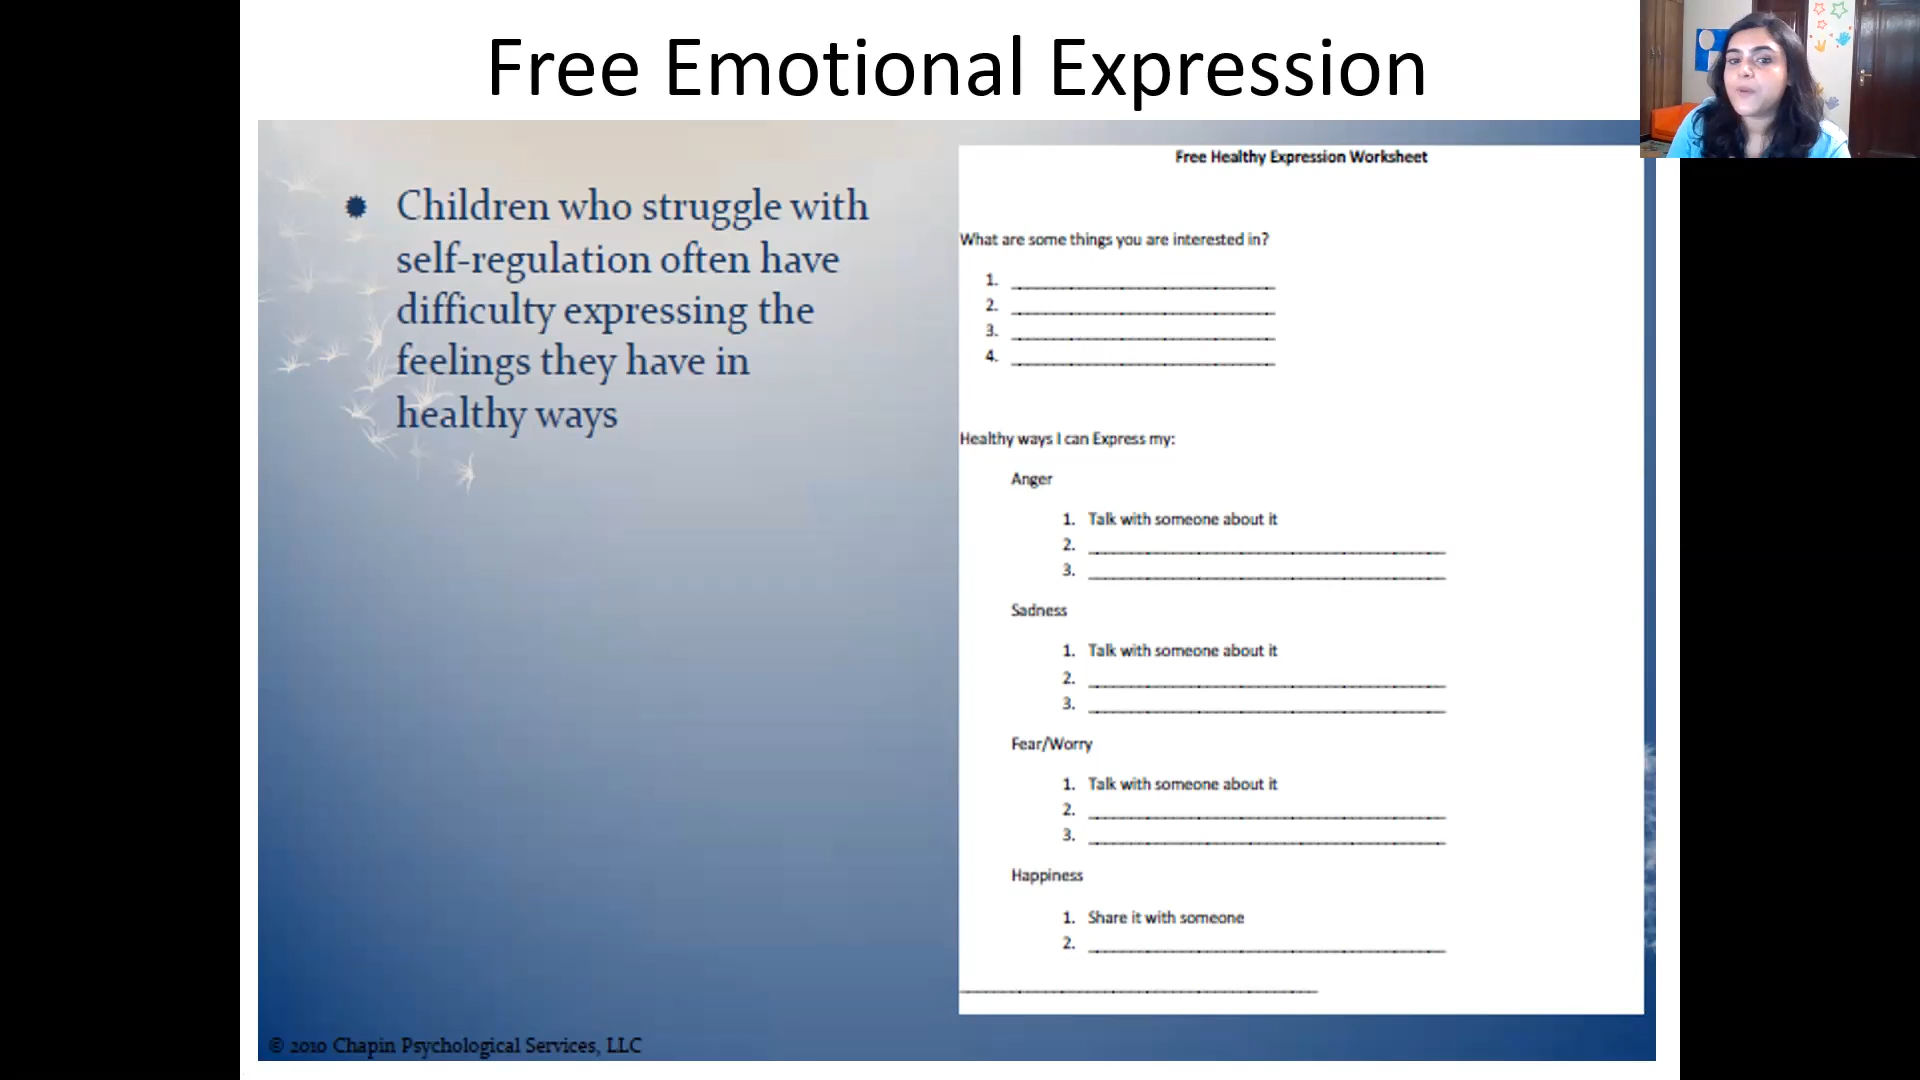 Free Emotional Expression
Children who struggle with
self-regulation often have
difficulty expressing the
feelings they have in
healthy ways
© 2010 Chapin Psychological Services, LLC
Free Healthy Expression Worksheet
What are some things you are interested in?
1.
2.
3.
4.
Healthy ways I can Express my:
Anger
1. Talk with someone about it
2.
3.
Sadness
1. Talk with someone about it
2.
3.
Fear/Worry
1. Talk with someone about it
2.
3.
Happiness
1. Share it with someone
2.